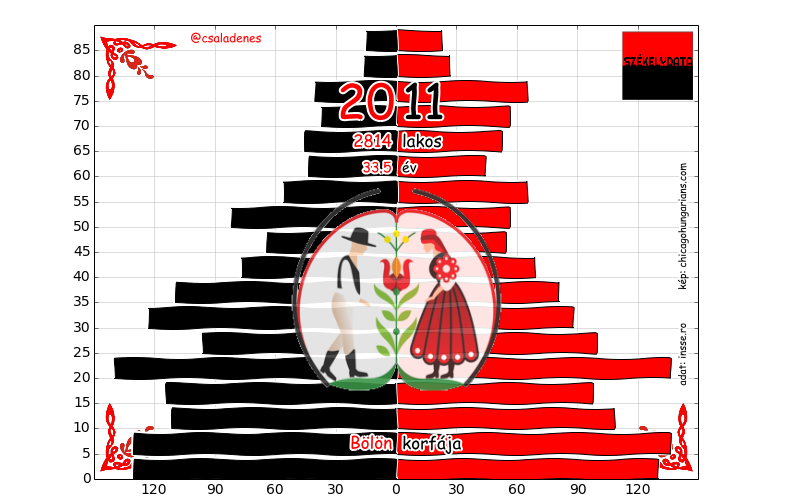 @csaladenes
SZÉKELYDATA
2011
2814 lakos
33.5 év
Bölön korfája
kép: chicagohungarians.com
adat: insse.ro
85
80
75
70
65
60
55
50
45
40
35
30
25
20
15
10
5
0
120 90 60 30 0 30 60 90 120